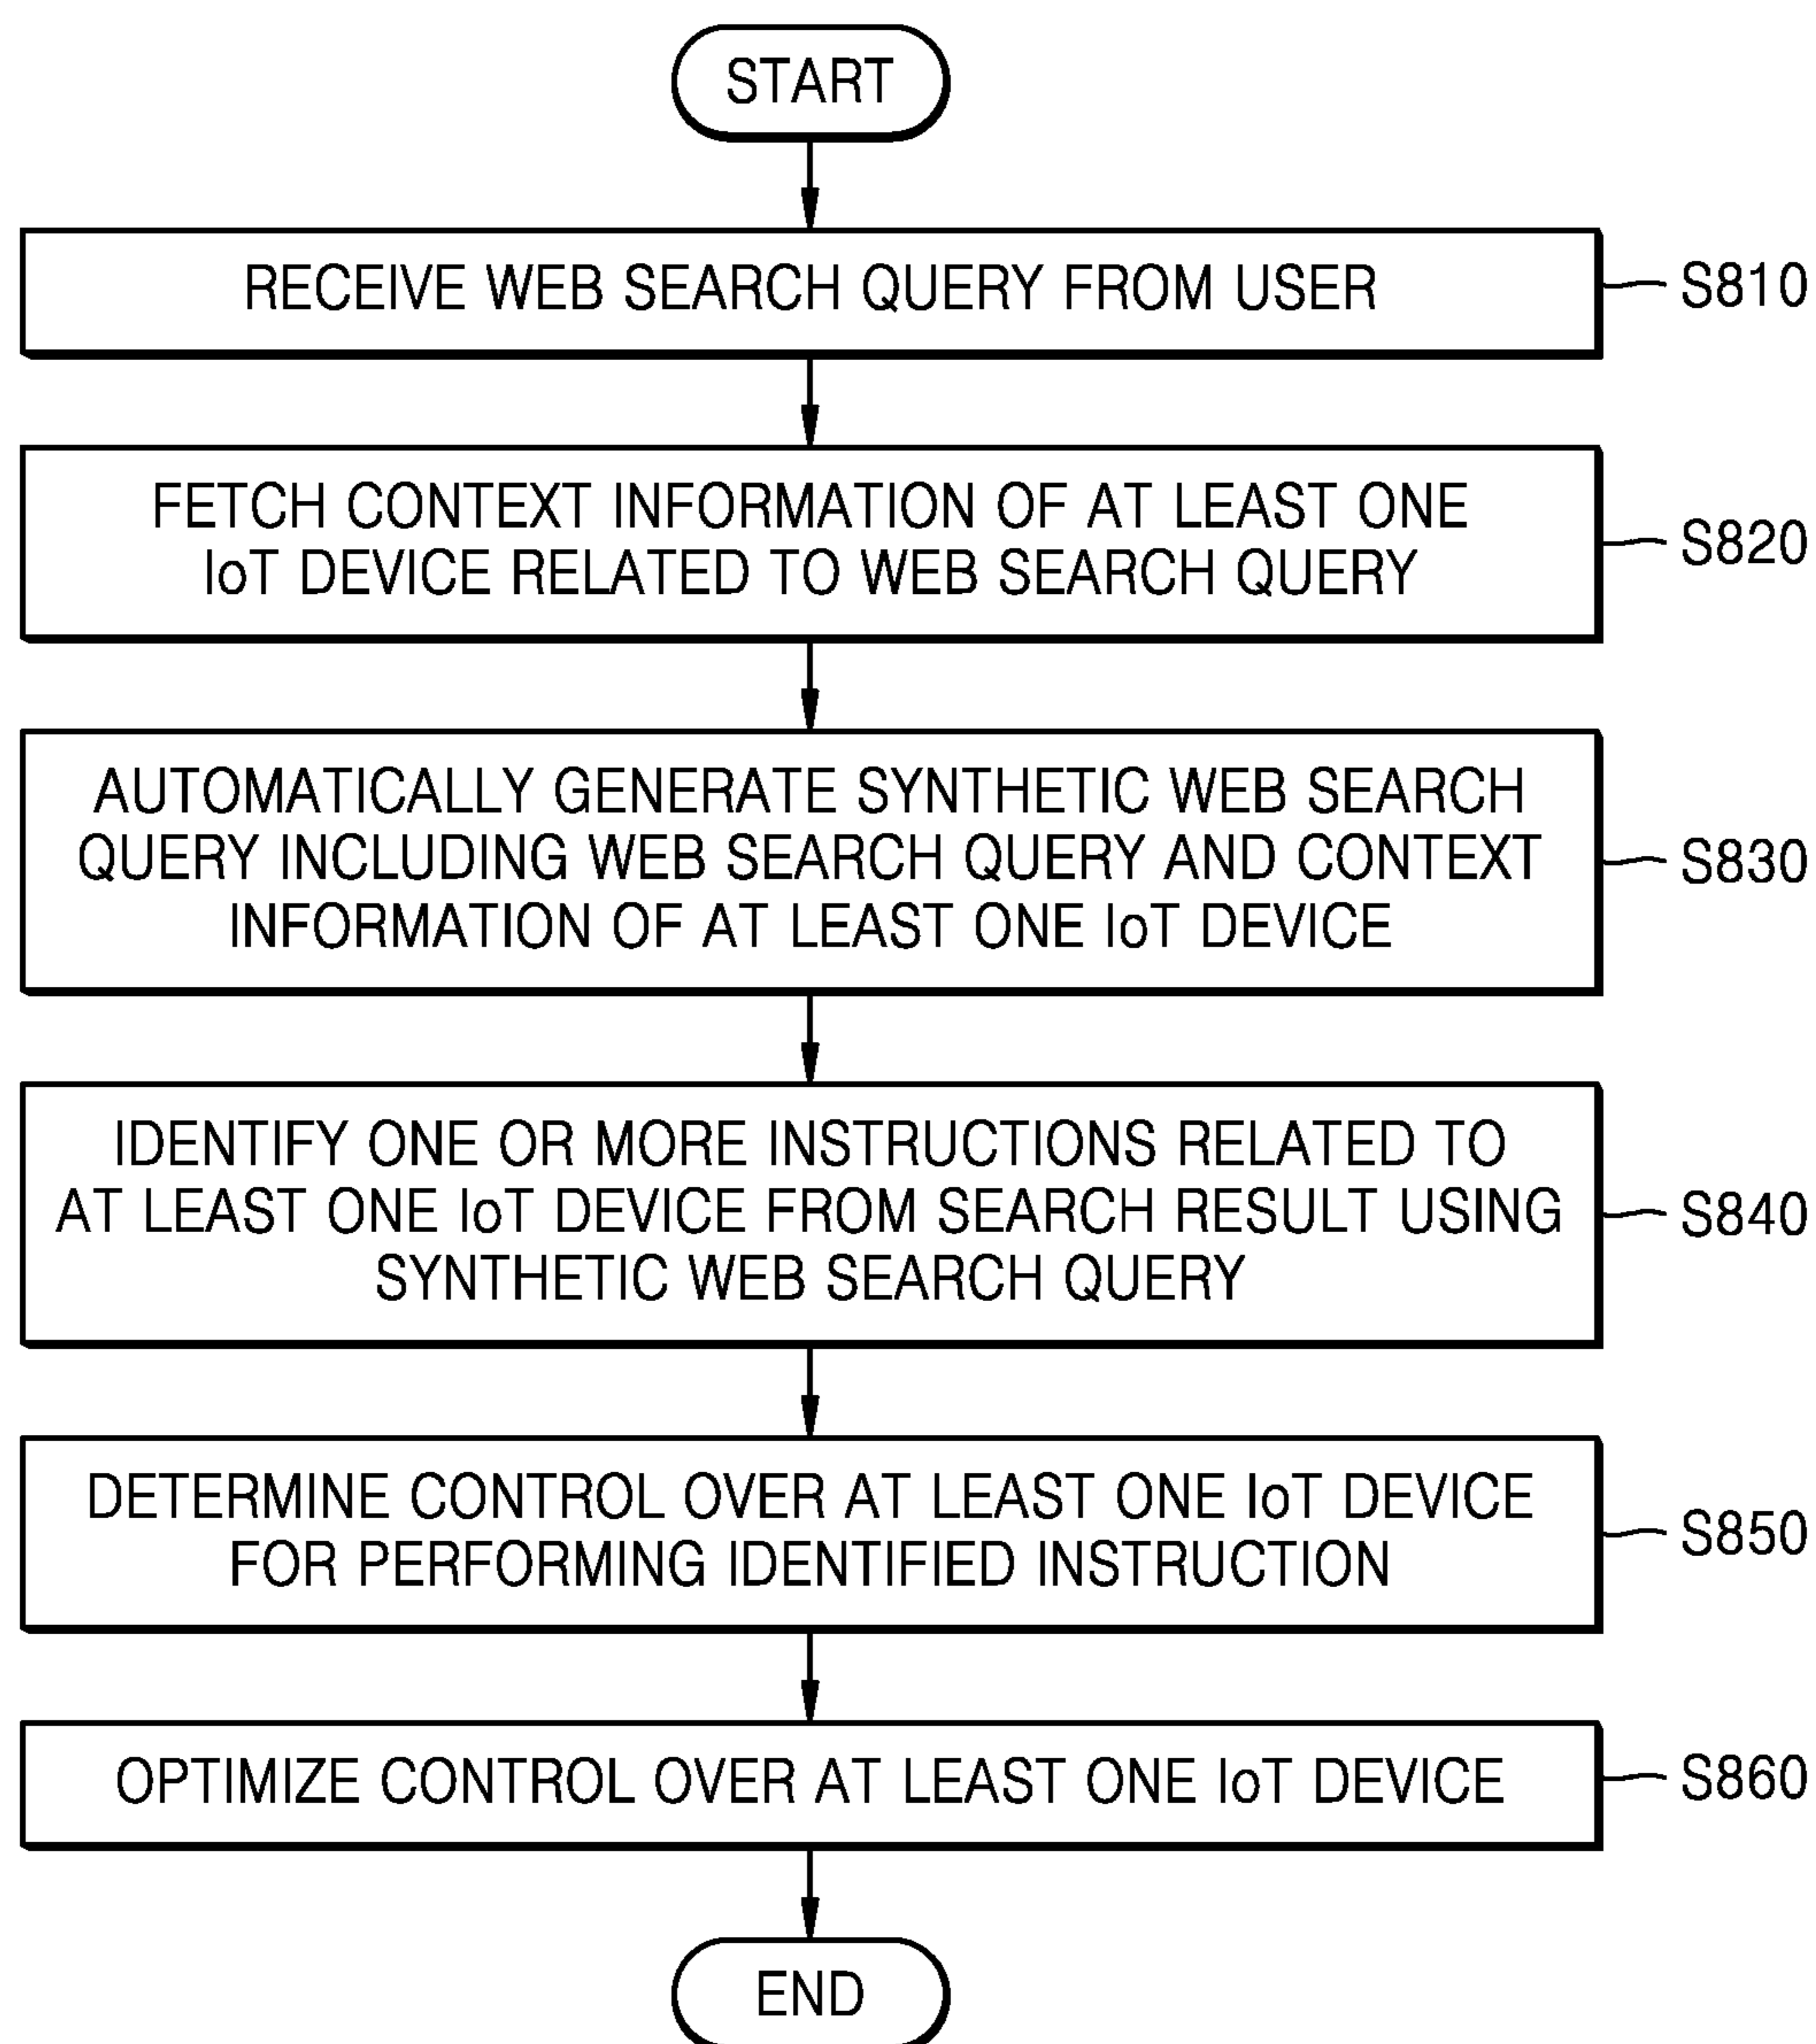 START
RECEIVE WEB SEARCH QUERY FROM USER
S810
FETCH CONTEXT INFORMATION OF AT LEAST ONE
IoT DEVICE RELATED TO WEB SEARCH QUERY
S820
AUTOMATICALLY GENERATE SYNTHETIC WEB SEARCH
QUERY INCLUDING WEB SEARCH QUERY AND CONTEXT
INFORMATION OF AT LEAST ONE IoT DEVICE
S830
IDENTIFY ONE OR MORE INSTRUCTIONS RELATED TO
AT LEAST ONE IoT DEVICE FROM SEARCH RESULT USING
SYNTHETIC WEB SEARCH QUERY
S840
DETERMINE CONTROL OVER AT LEAST ONE IoT DEVICE
FOR PERFORMING IDENTIFIED INSTRUCTION
S850
OPTIMIZE CONTROL OVER AT LEAST ONE IoT DEVICE
S860
END